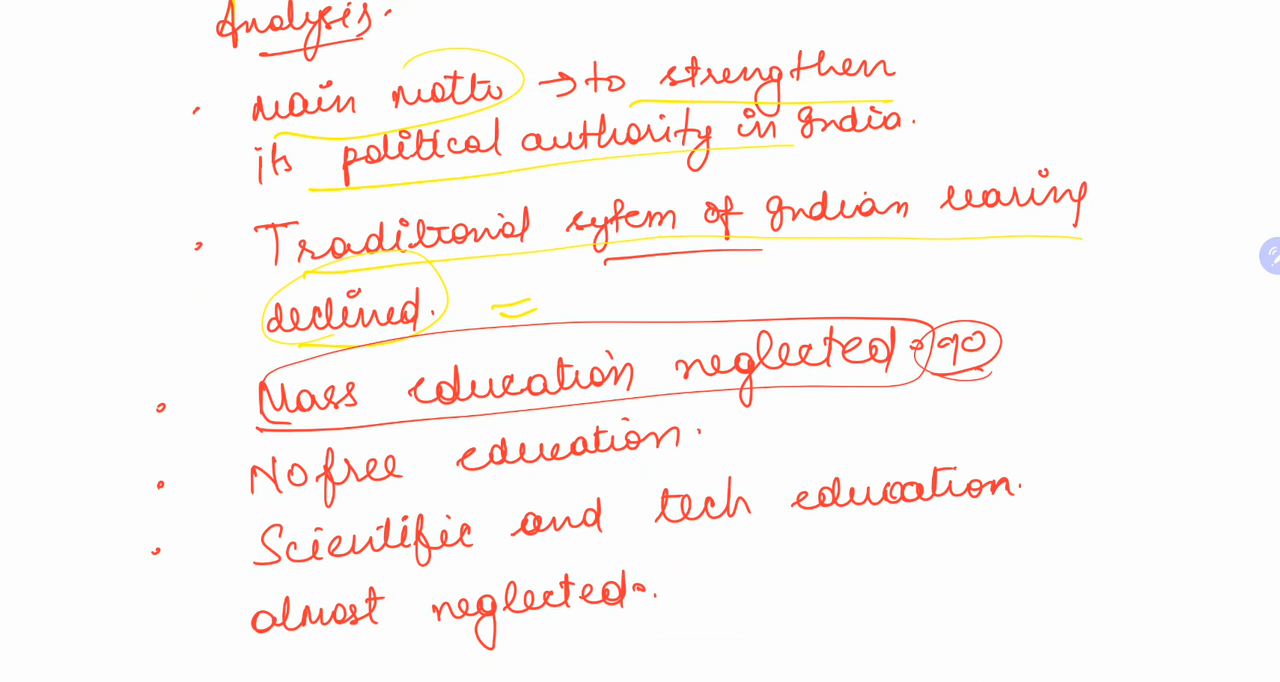 Analysis.
• Main motto → to strengthen
its political authority in India.
• Traditional system of Indian learing
declined. =
• Mass education neglected. 90
• No free education.
• Scientific and tech education.
almost neglected.